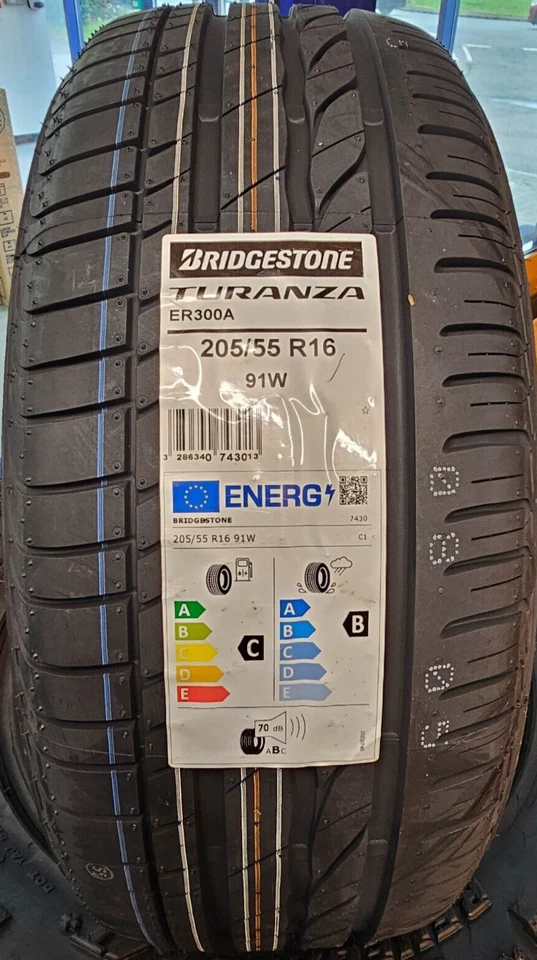 BRIDGESTONE
TURANZA
ER300A
205/55 R16
91W
3 286340 743013
ENERG
BRIDGESTONE 7430
205/55 R16 91W C1
A A
B B B
C C C
D D
E E
70 dB
ABC